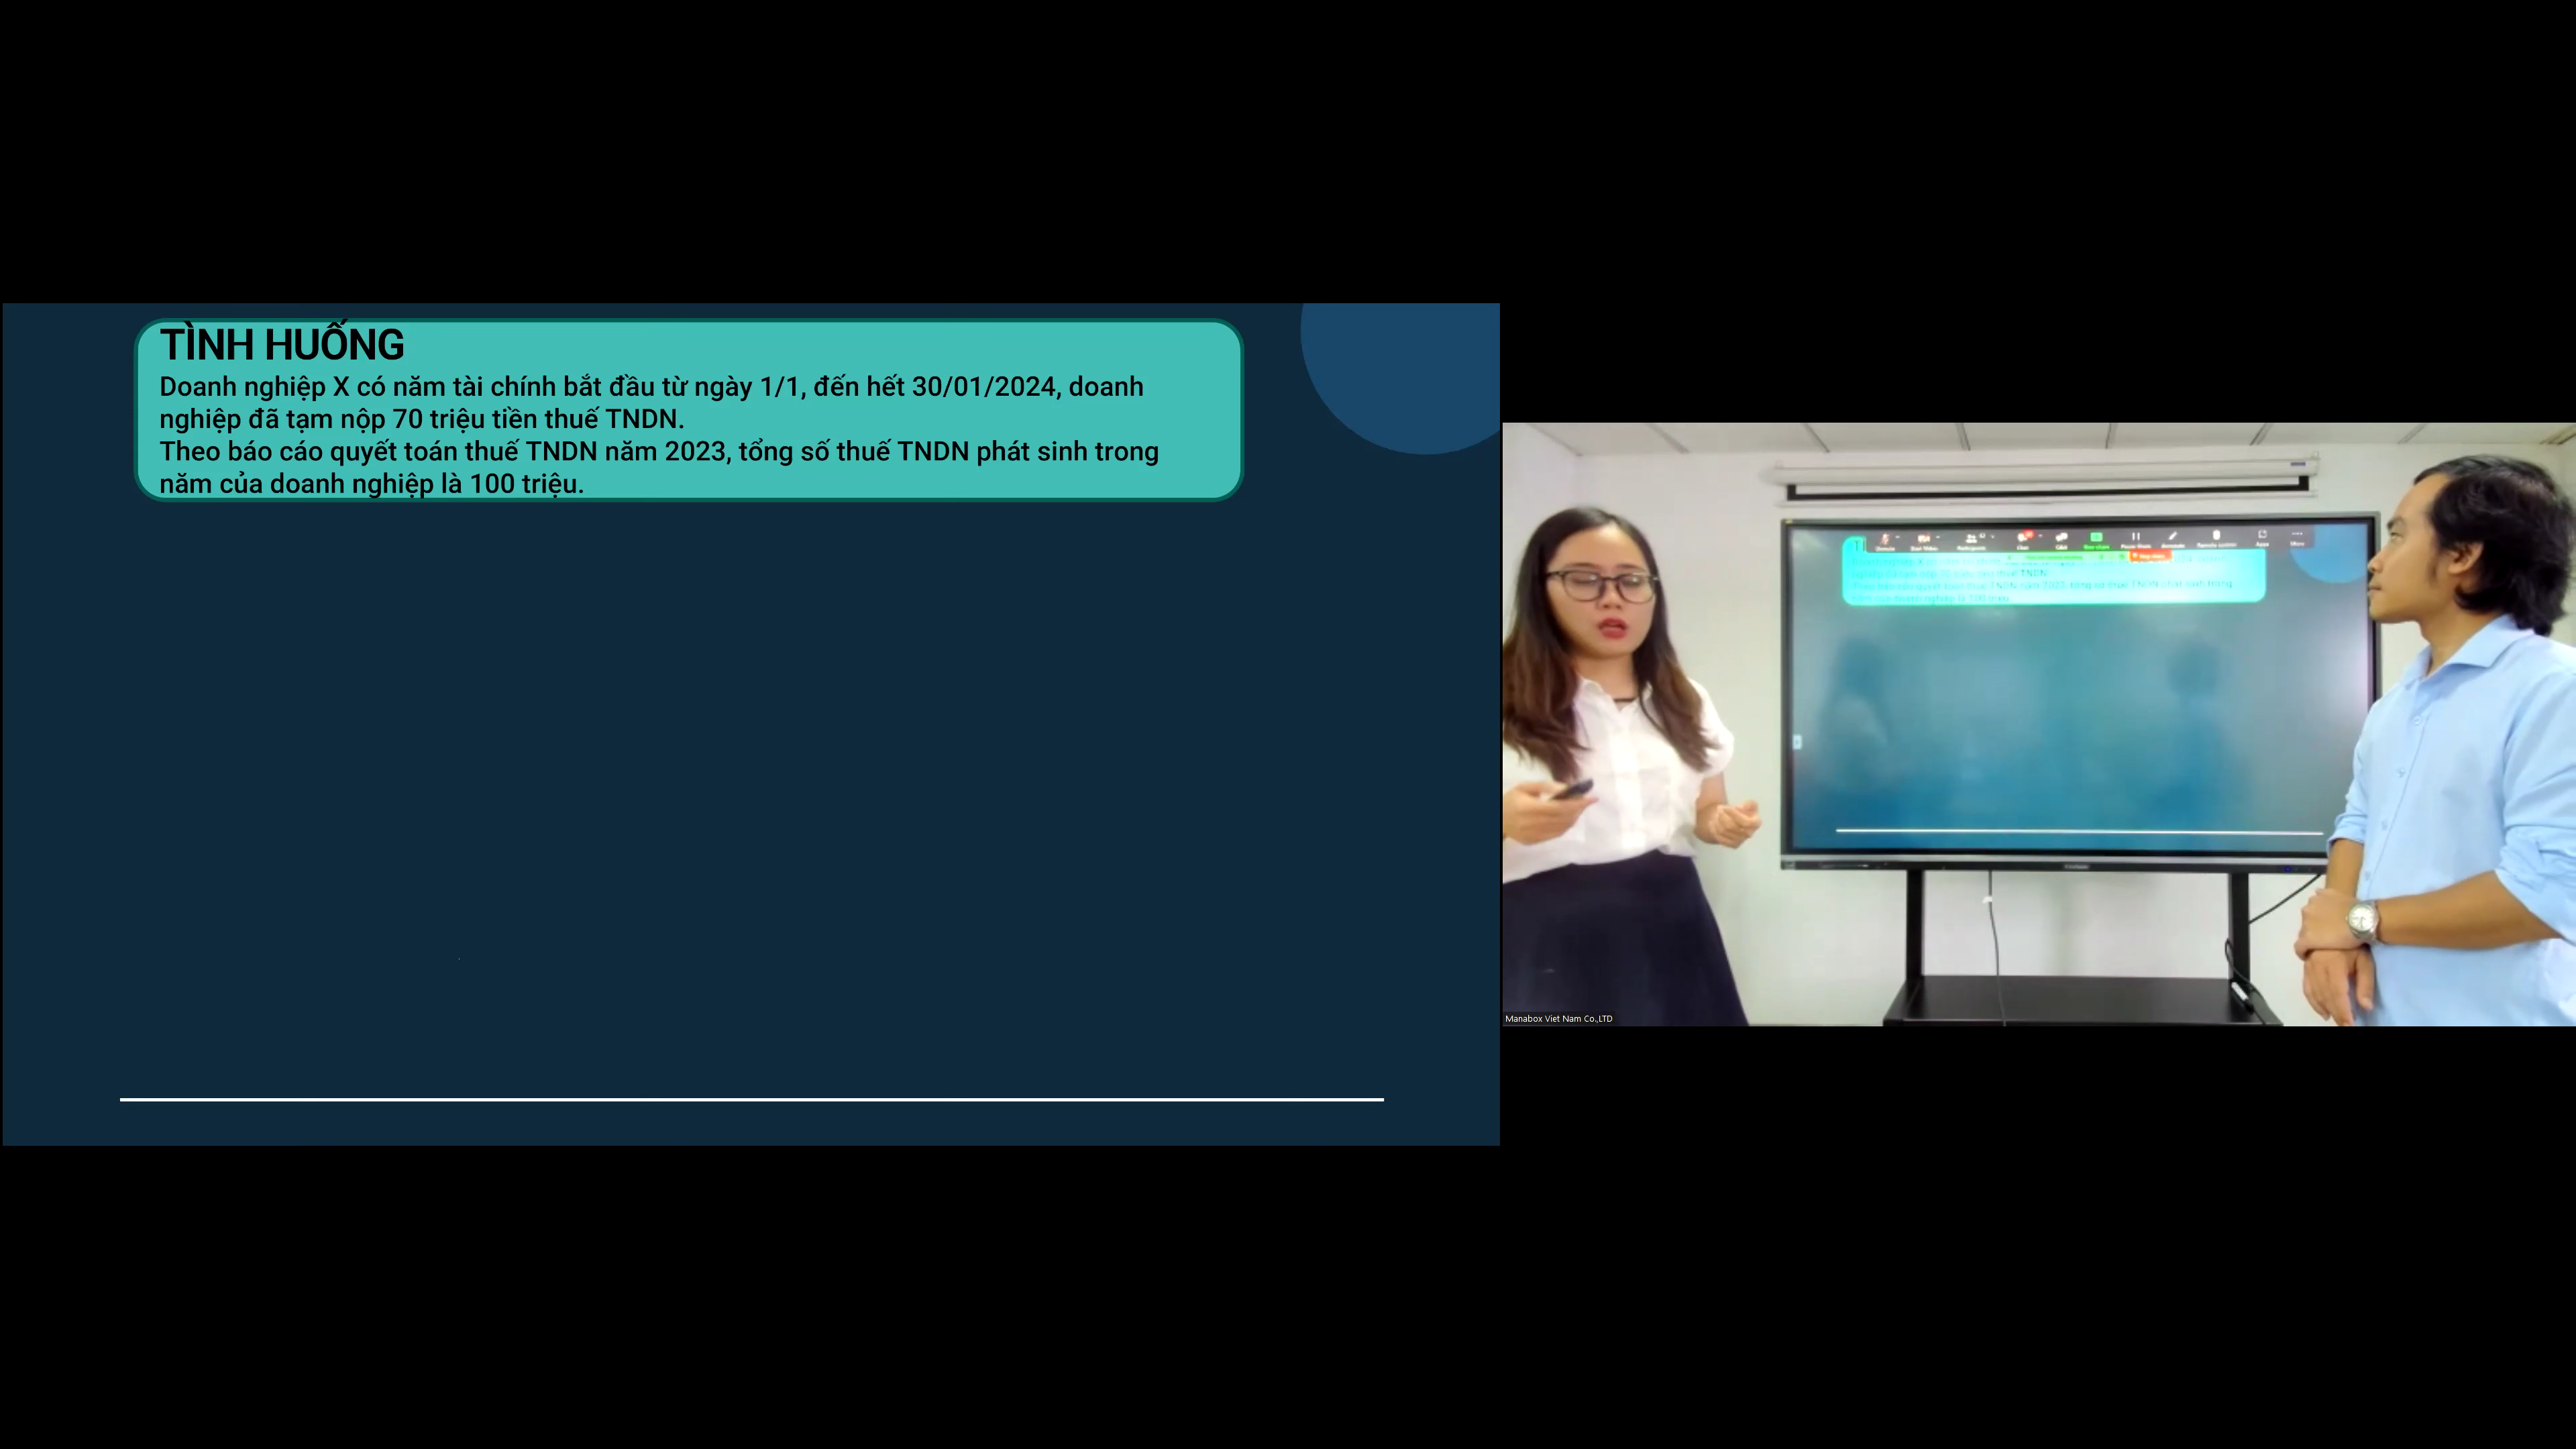 TÌNH HUỐNG
Doanh nghiệp X có năm tài chính bắt đầu từ ngày 1/1, đến hết 30/01/2024, doanh
nghiệp đã tạm nộp 70 triệu tiền thuế TNDN.
Theo báo cáo quyết toán thuế TNDN năm 2023, tổng số thuế TNDN phát sinh trong
năm của doanh nghiệp là 100 triệu.
Manabox Viet Nam Co.,LTD